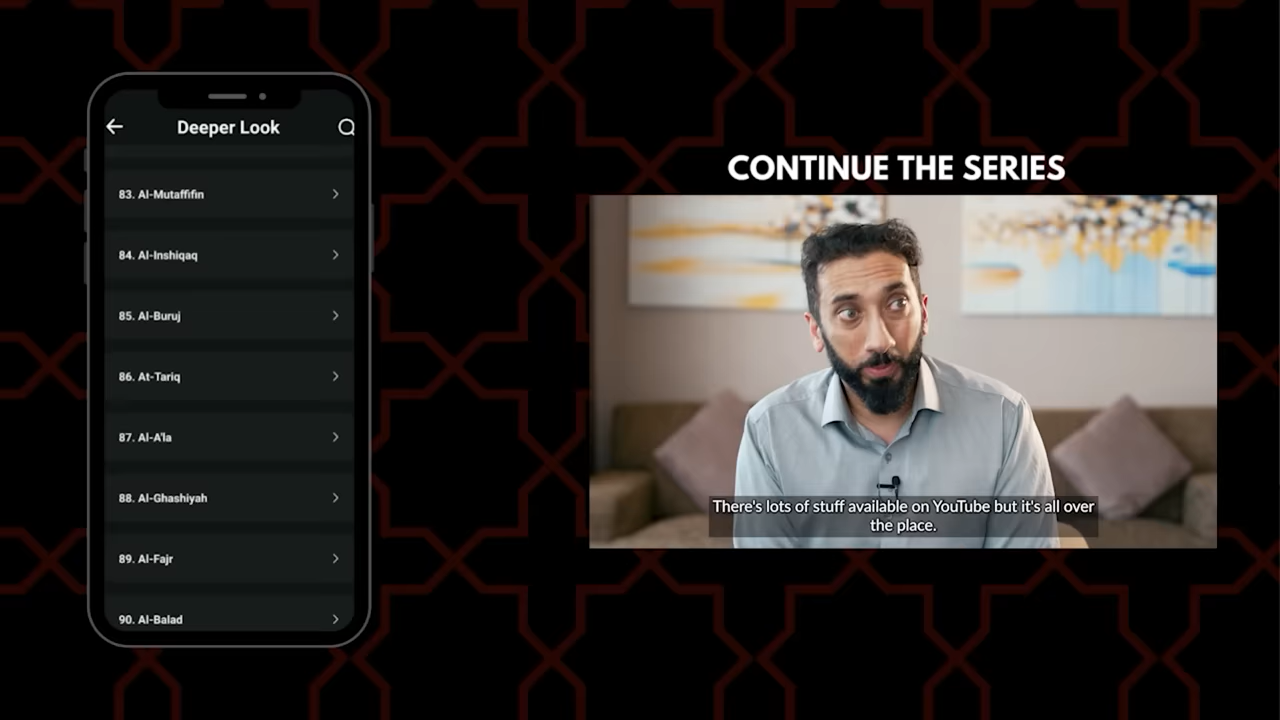 Deeper Look
83. Al-Mutaffifin
84. Al-Inshiqaq
85. Al-Buruj
86. At-Tariq
87. Al-A'la
88. Al-Ghashiyah
89. Al-Fajr
90. Al-Balad
CONTINUE THE SERIES
There's lots of stuff available on YouTube but it's all over
the place.